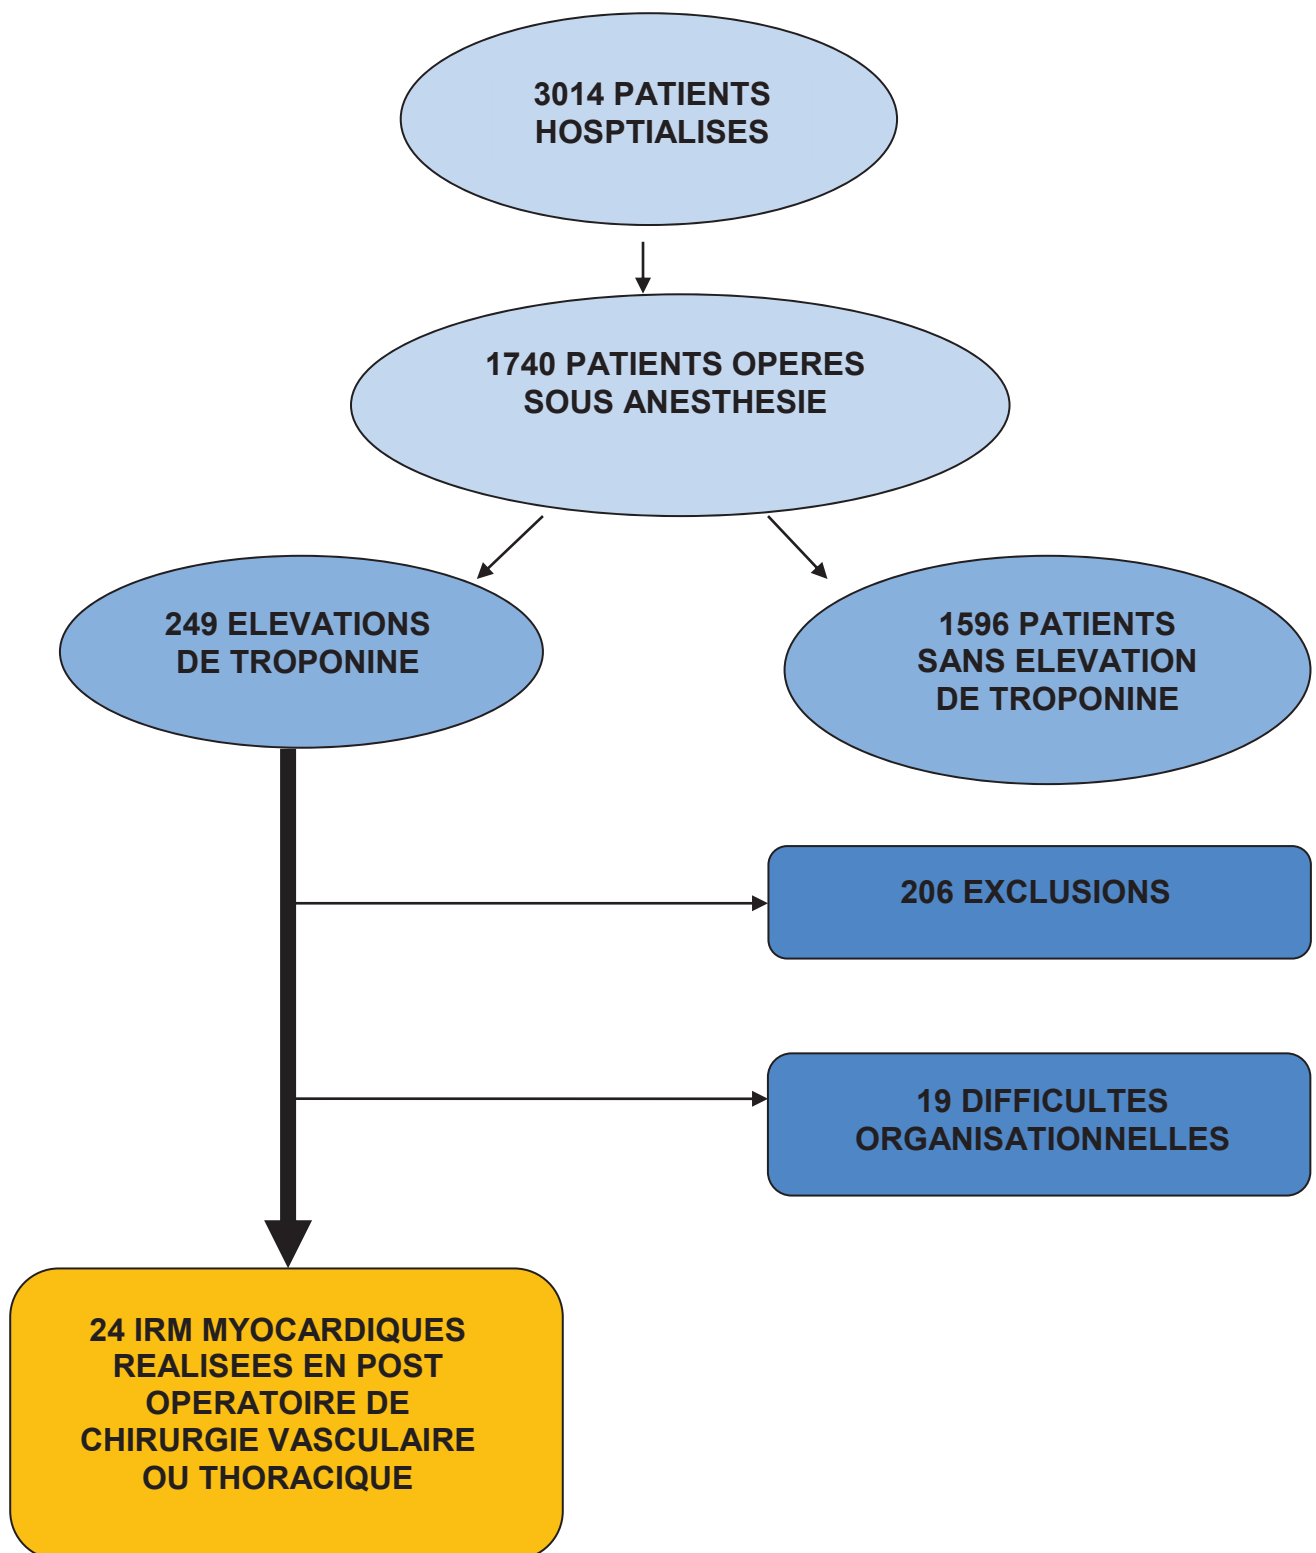 3014 PATIENTS
HOSPTIALISES
1740 PATIENTS OPERES
SOUS ANESTHESIE
249 ELEVATIONS
DE TROPONINE
1596 PATIENTS
SANS ELEVATION
DE TROPONINE
206 EXCLUSIONS
19 DIFFICULTES
ORGANISATIONNELLES
24 IRM MYOCARDIQUES
REALISEES EN POST
OPERATOIRE DE
CHIRURGIE VASCULAIRE
OU THORACIQUE